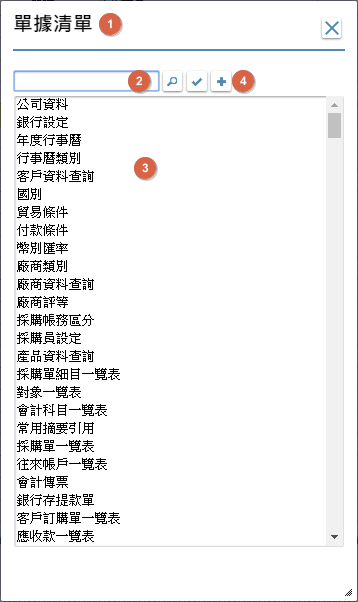 單據清單 1
2 4
公司資料
銀行設定
年度行事曆
行事曆類別
客戶資料查詢 3
國別
貿易條件
付款條件
幣別匯率
廠商類別
廠商資料查詢
廠商評等
採購帳務區分
採購員設定
產品資料查詢
採購單細目一覽表
對象一覽表
會計科目一覽表
常用摘要引用
採購單一覽表
往來帳戶一覽表
會計傳票
銀行存提款單
客戶訂購單一覽表
應收款一覽表